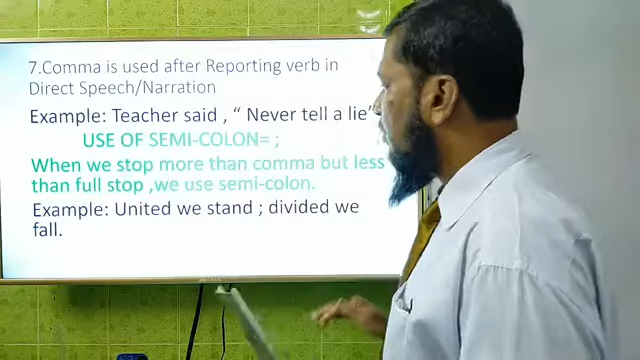 7.Comma is used after Reporting verb in
Direct Speech/Narration
Example: Teacher said , “ Never tell a lie”
USE OF SEMI-COLON= ;
When we stop more than comma but less
than full stop ,we use semi-colon.
Example: United we stand ; divided we
fall.